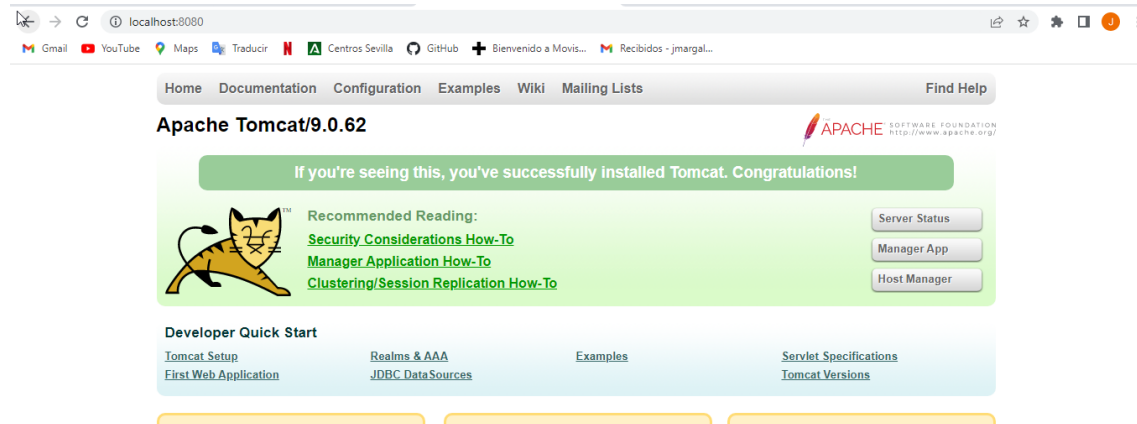 localhost:8080
Gmail YouTube Maps Traducir N Centros Sevilla GitHub Bienvenido a Movis... Recibidos - jmargal...
J
Home Documentation Configuration Examples Wiki Mailing Lists Find Help
Apache Tomcat/9.0.62
APACHE SOFTWARE FOUNDATION
http://www.apache.org/
If you're seeing this, you've successfully installed Tomcat. Congratulations!
TM
Recommended Reading:
Security Considerations How-To
Manager Application How-To
Clustering/Session Replication How-To
Server Status
Manager App
Host Manager
Developer Quick Start
Tomcat Setup Realms & AAA Examples Servlet Specifications
First Web Application JDBC DataSources Tomcat Versions